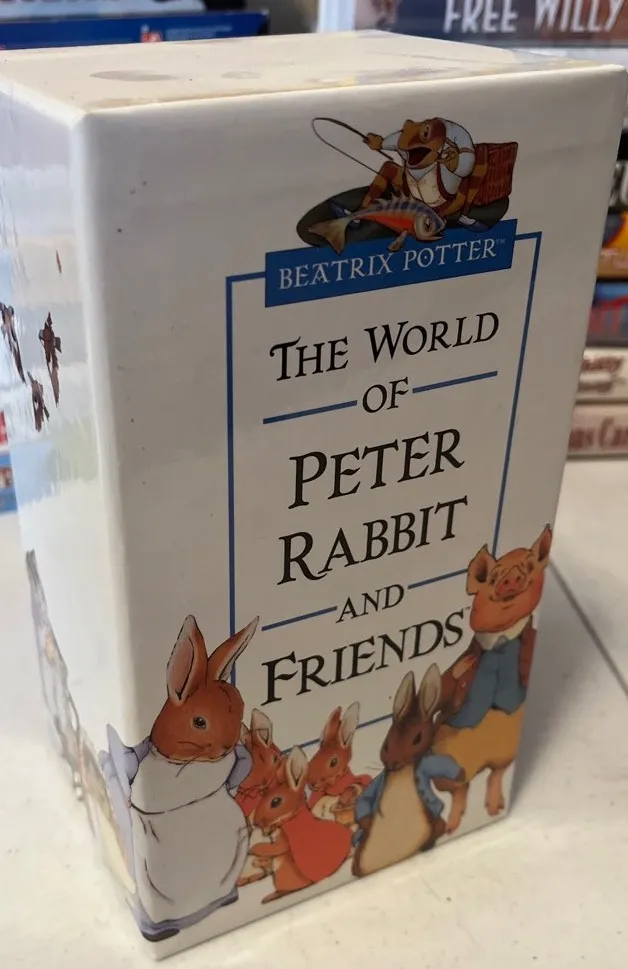 FREE WILLY
BEATRIX POTTER™
THE WORLD
OF
PETER
RABBIT
AND
FRIENDS™